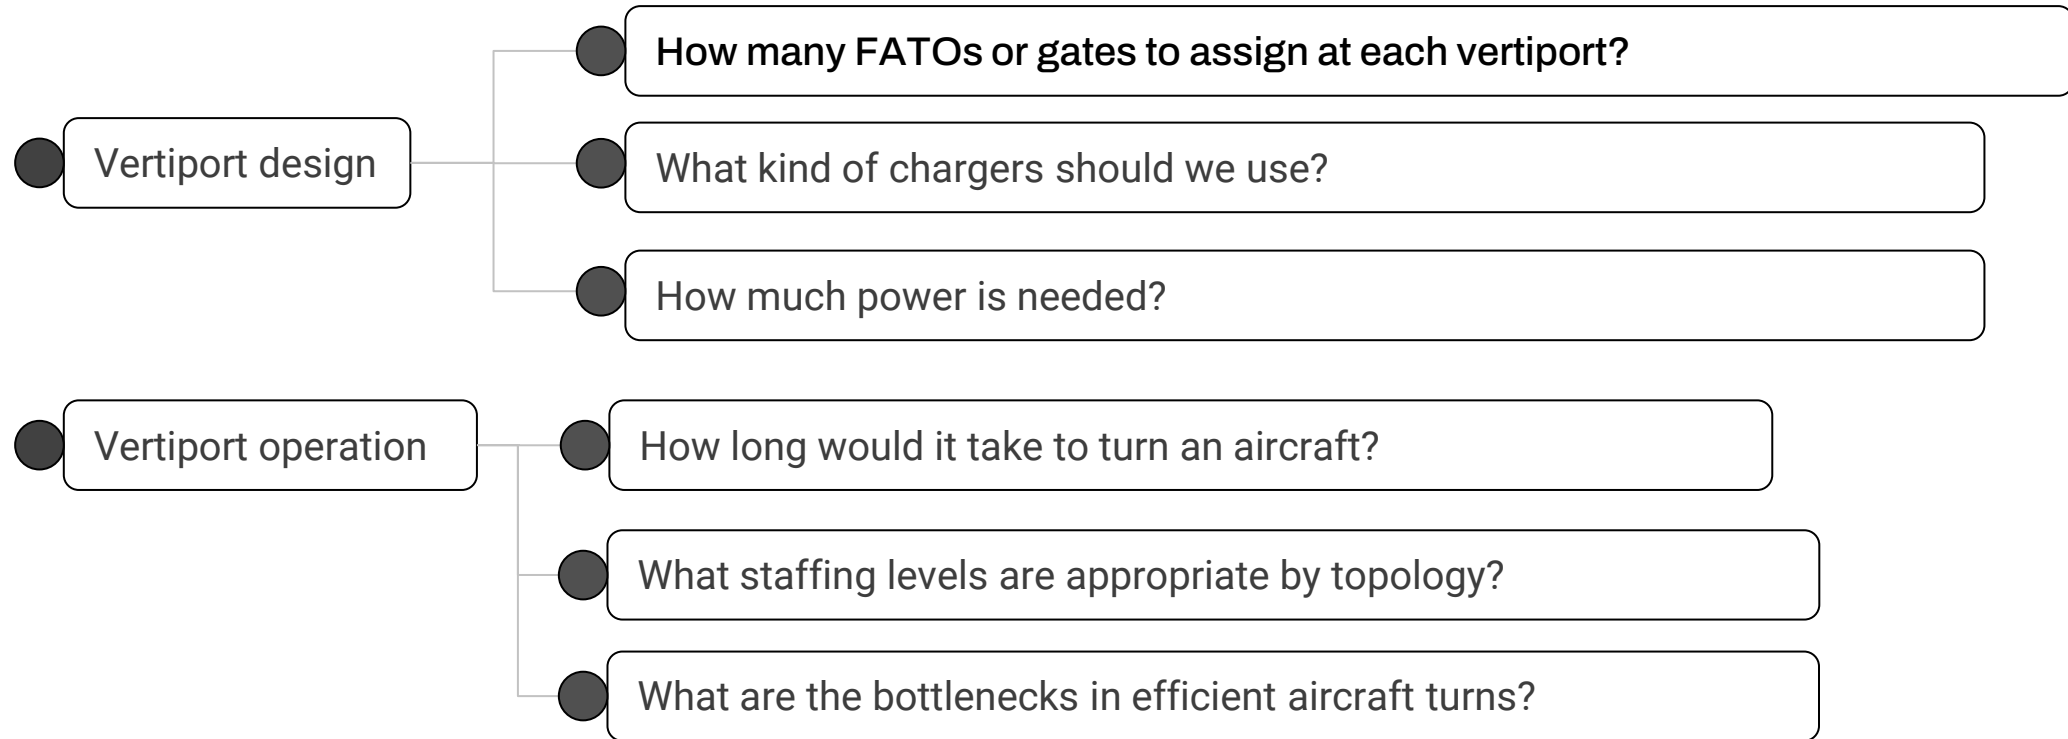 How many FATOs or gates to assign at each vertiport?
Vertiport design
What kind of chargers should we use?
How much power is needed?
Vertiport operation
How long would it take to turn an aircraft?
What staffing levels are appropriate by topology?
What are the bottlenecks in efficient aircraft turns?